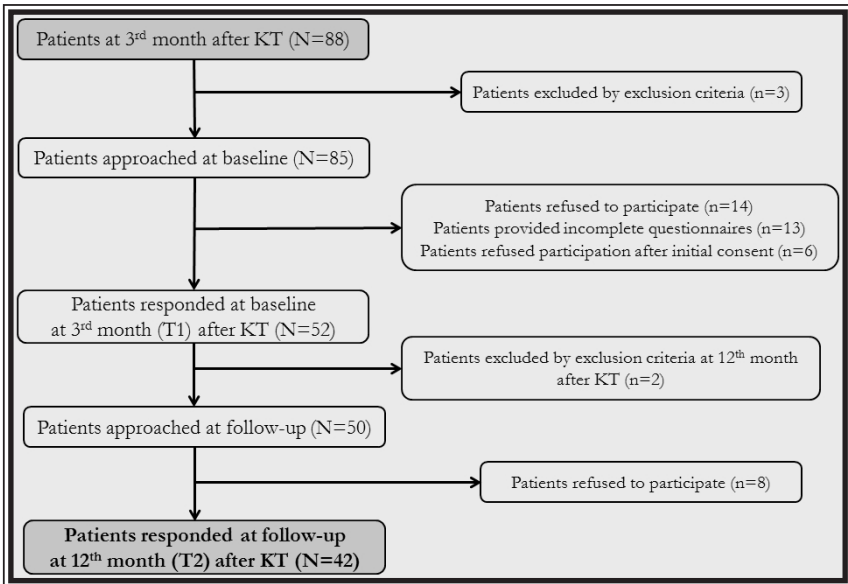 Patients at 3rd month after KT (N=88)
Patients excluded by exclusion criteria (n=3)
Patients approached at baseline (N=85)
Patients refused to participate (n=14)
Patients provided incomplete questionnaires (n=13)
Patients refused participation after initial consent (n=6)
Patients responded at baseline
at 3rd month (T1) after KT (N=52)
Patients excluded by exclusion criteria at 12th month
after KT (n=2)
Patients approached at follow-up (N=50)
Patients refused to participate (n=8)
Patients responded at follow-up
at 12th month (T2) after KT (N=42)